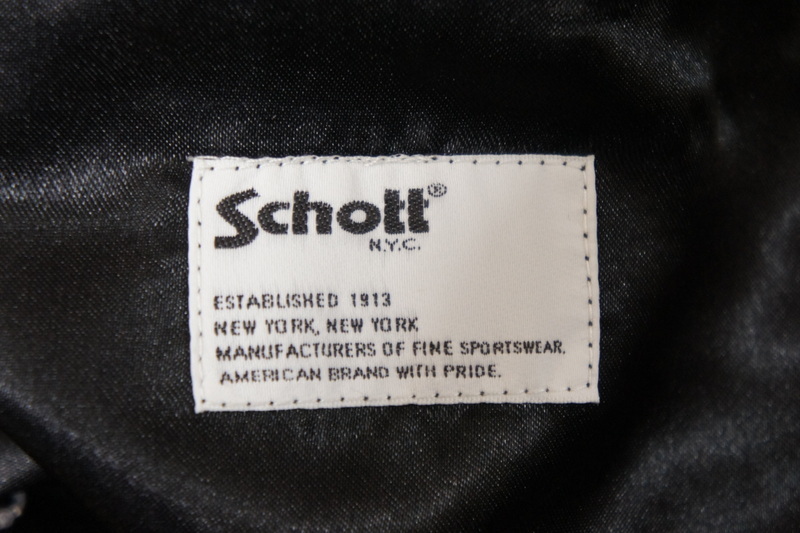 Schott®
N.Y.C.
ESTABLISHED 1913
NEW YORK, NEW YORK
MANUFACTURERS OF FINE SPORTSWEAR.
AMERICAN BRAND WITH PRIDE.